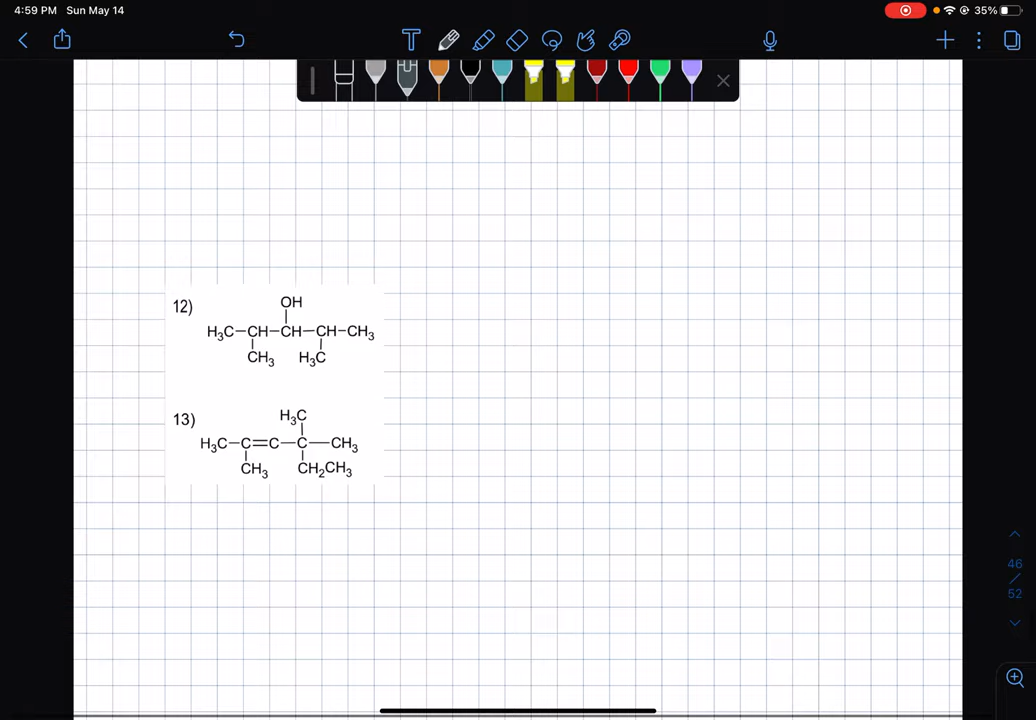 4:59 PM Sun May 14
35%
T
12)
OH
H₃C–CH–CH–CH–CH₃
CH₃ H₃C
13)
H₃C
H₃C–C=C–C–CH₃
CH₃ CH₂CH₃
46
/
52